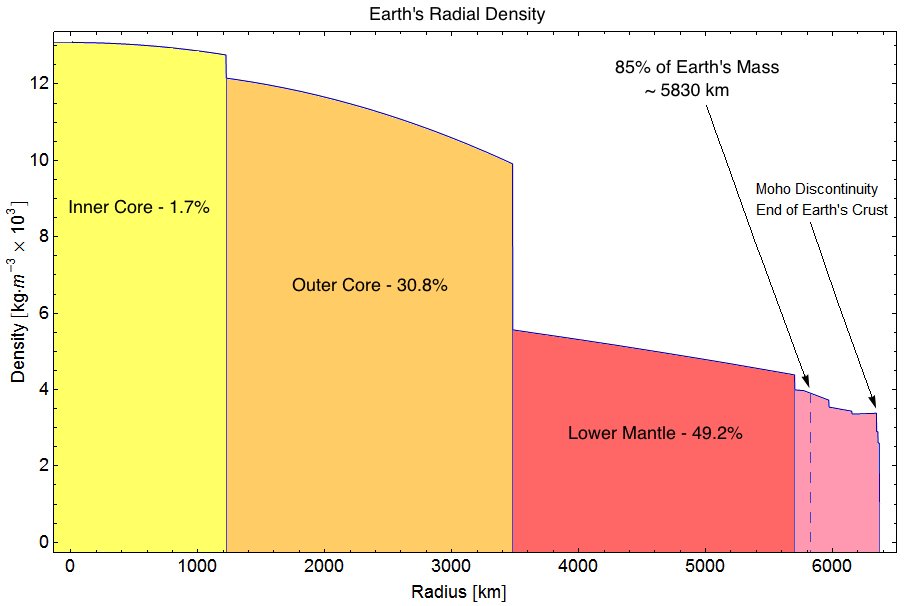 Earth's Radial Density
85% of Earth's Mass
~ 5830 km
Moho Discontinuity
End of Earth's Crust
Inner Core - 1.7%
Outer Core - 30.8%
Lower Mantle - 49.2%
Density [kg·m⁻³ × 10³]
12
10
8
6
4
2
0
0 1000 2000 3000 4000 5000 6000
Radius [km]